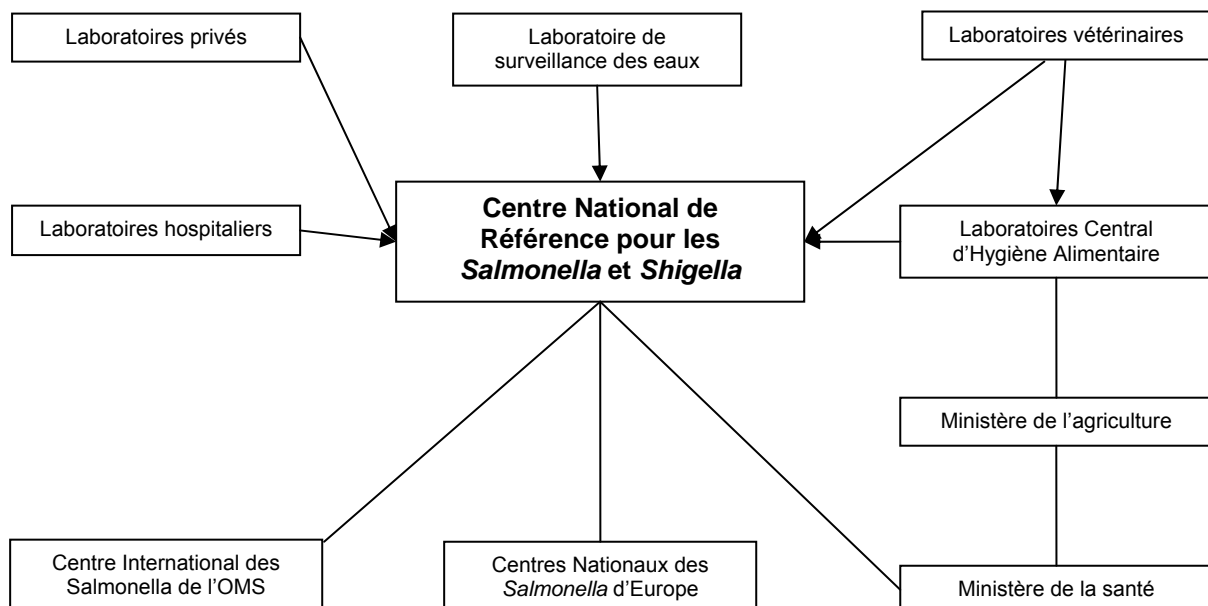 Laboratoires privés
Laboratoire de
surveillance des eaux
Laboratoires vétérinaires
Centre National de
Référence pour les
Salmonella et Shigella
Laboratoires hospitaliers
Laboratoires Central
d’Hygiène Alimentaire
Ministère de l’agriculture
Centre International des
Salmonella de l’OMS
Centres Nationaux des
Salmonella d’Europe
Ministère de la santé